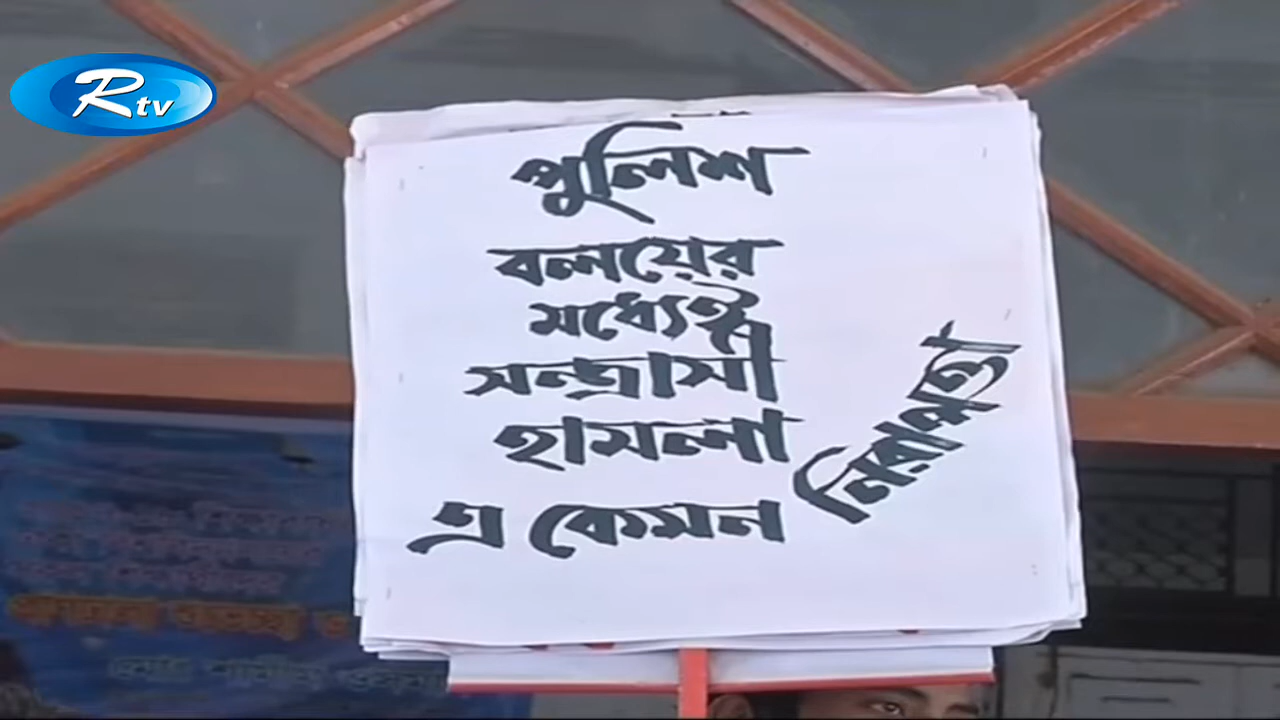 Rtv
পুলিশ
বলয়ের
মধ্যেই
সন্ত্রাসী
হামলা
এ কেমন নিরাপত্তা